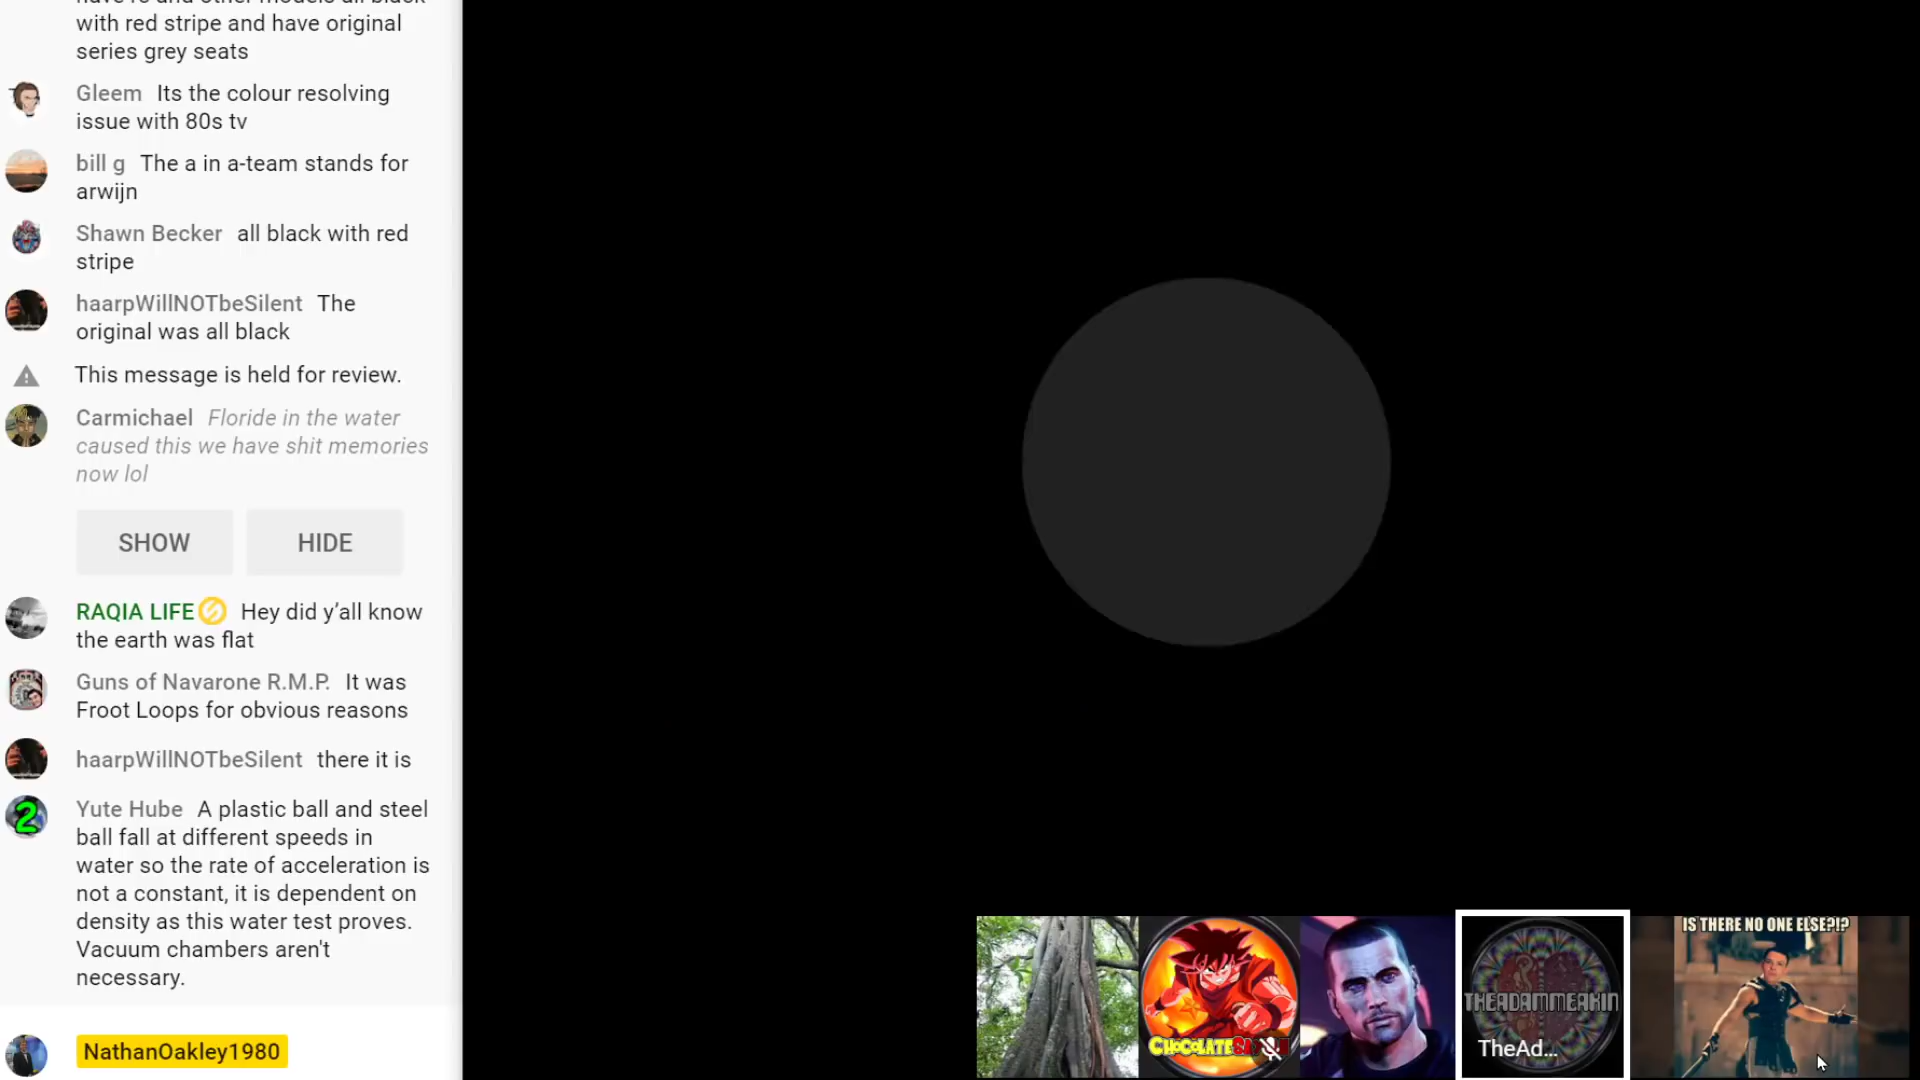 with red stripe and have original
series grey seats
Gleem Its the colour resolving
issue with 80s tv
bill g The a in a-team stands for
arwijn
Shawn Becker all black with red
stripe
haarpWillNOTbeSilent The
original was all black
This message is held for review.
Carmichael Floride in the water
caused this we have shit memories
now lol
SHOW HIDE
RAQIA LIFE Hey did y’all know
the earth was flat
Guns of Navarone R.M.P. It was
Froot Loops for obvious reasons
haarpWillNOTbeSilent there it is
Yute Hube A plastic ball and steel
ball fall at different speeds in
water so the rate of acceleration is
not a constant, it is dependent on
density as this water test proves.
Vacuum chambers aren't
necessary.
NathanOakley1980
2
THEADAMMEAKIN
TheAd...
IS THERE NO ONE ELSE?!?